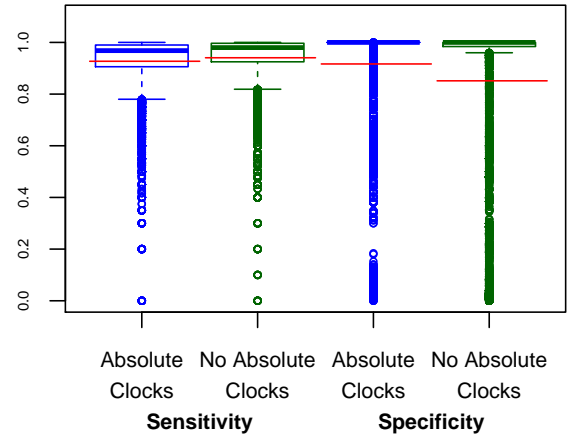 1.0
0.8
0.6
0.4
0.2
0.0
Absolute No Absolute Absolute No Absolute
Clocks Clocks Clocks Clocks
Sensitivity Specificity